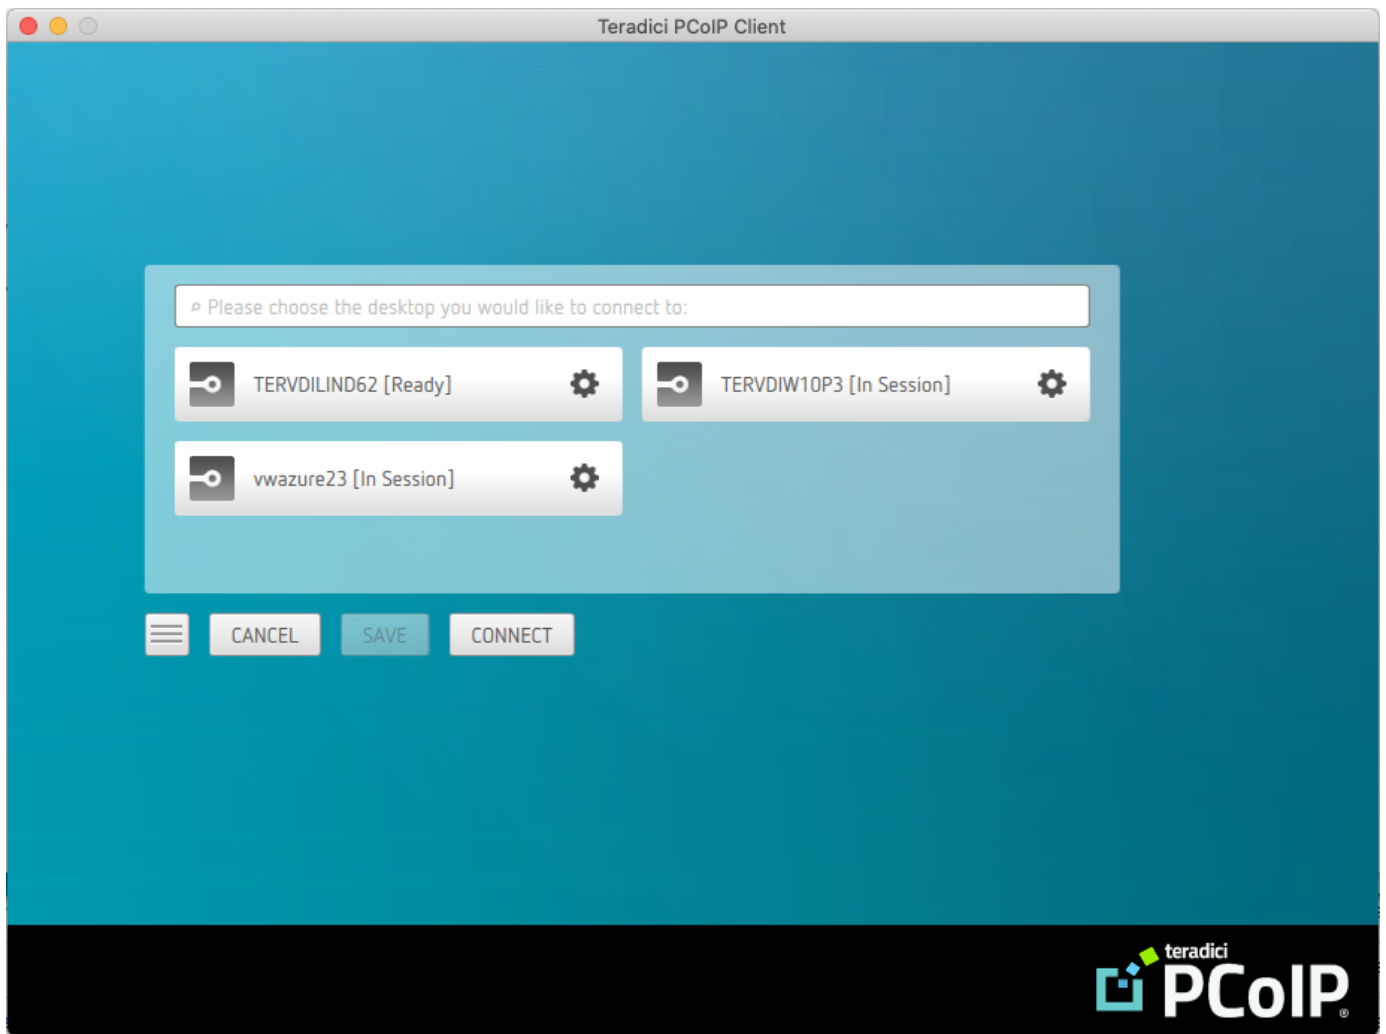 Teradici PCoIP Client
Please choose the desktop you would like to connect to:
TERVDILIND62 [Ready]
TERVDIW10P3 [In Session]
vwazure23 [In Session]
CANCEL
SAVE
CONNECT
teradici
PCoIP®